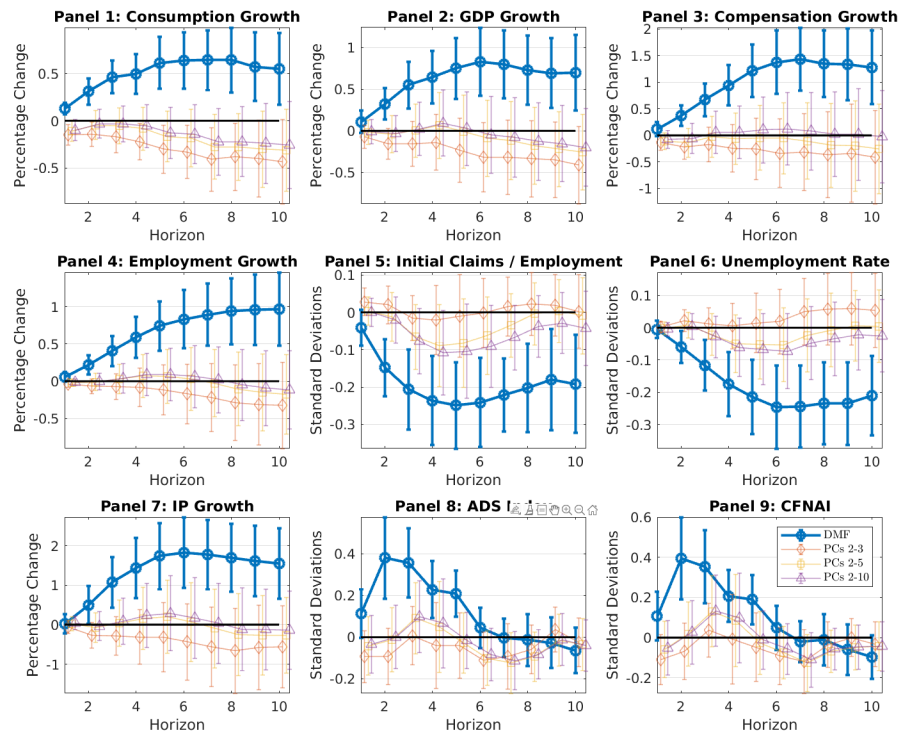 Panel 1: Consumption Growth
Percentage Change
0.5
0
-0.5
2 4 6 8 10
Horizon
Panel 2: GDP Growth
Percentage Change
1
0.5
0
-0.5
2 4 6 8 10
Horizon
Panel 3: Compensation Growth
Percentage Change
2
1.5
1
0.5
0
-0.5
-1
2 4 6 8 10
Horizon
Panel 4: Employment Growth
Percentage Change
1
0.5
0
-0.5
2 4 6 8 10
Horizon
Panel 5: Initial Claims / Employment
Standard Deviations
0.1
0
-0.1
-0.2
-0.3
2 4 6 8 10
Horizon
Panel 6: Unemployment Rate
Standard Deviations
0.1
0
-0.1
-0.2
-0.3
2 4 6 8 10
Horizon
Panel 7: IP Growth
Percentage Change
2
1
0
-1
2 4 6 8 10
Horizon
Panel 8: ADS
Standard Deviations
0.4
0.2
0
-0.2
2 4 6 8 10
Horizon
Panel 9: CFNAI
Standard Deviations
0.6
0.4
0.2
0
-0.2
DMF
PCs 2-3
PCs 2-5
PCs 2-10
2 4 6 8 10
Horizon